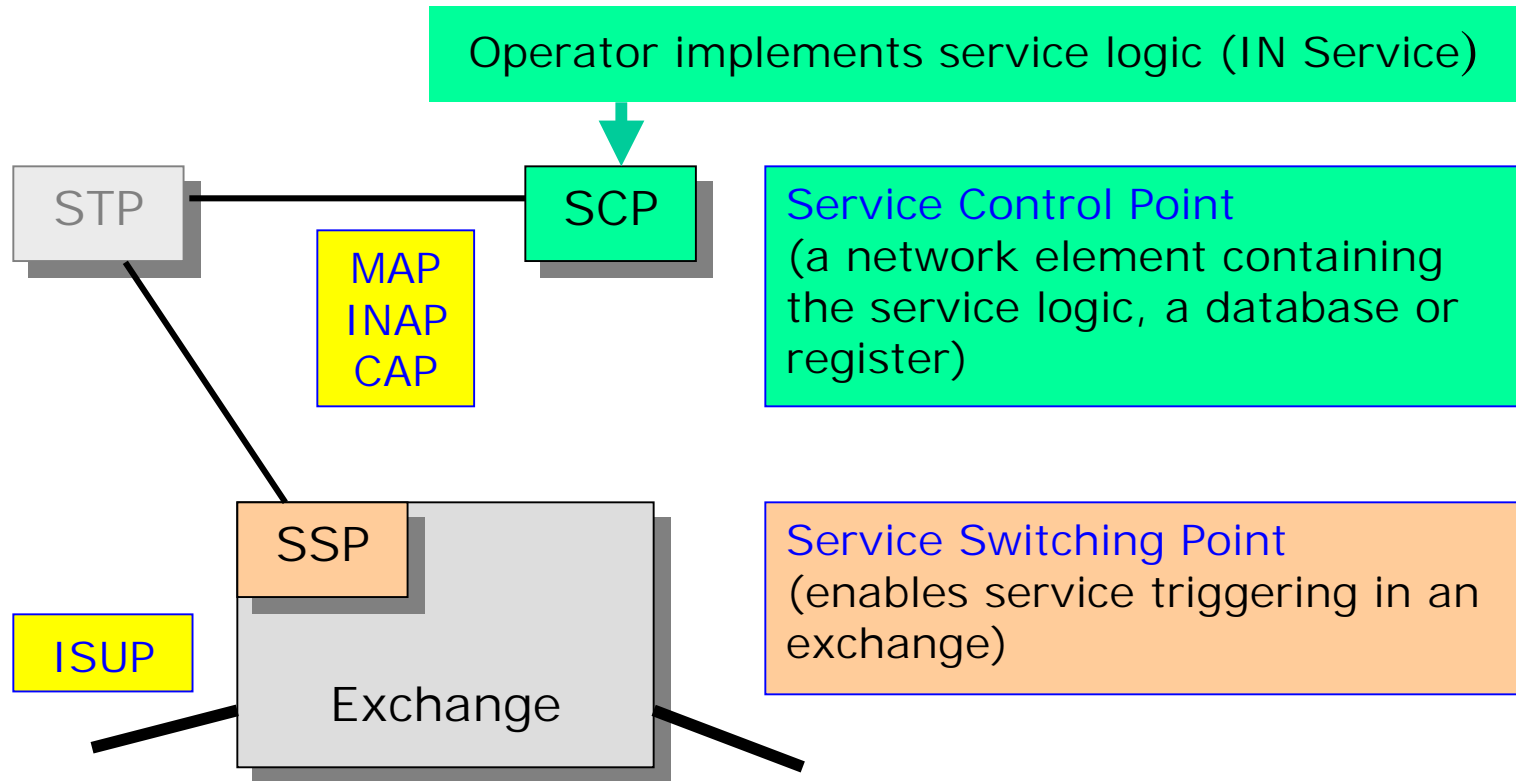 Operator implements service logic (IN Service)
STP
SCP
Service Control Point
(a network element containing
the service logic, a database or
register)
MAP
INAP
CAP
SSP
Service Switching Point
(enables service triggering in an
exchange)
ISUP
Exchange